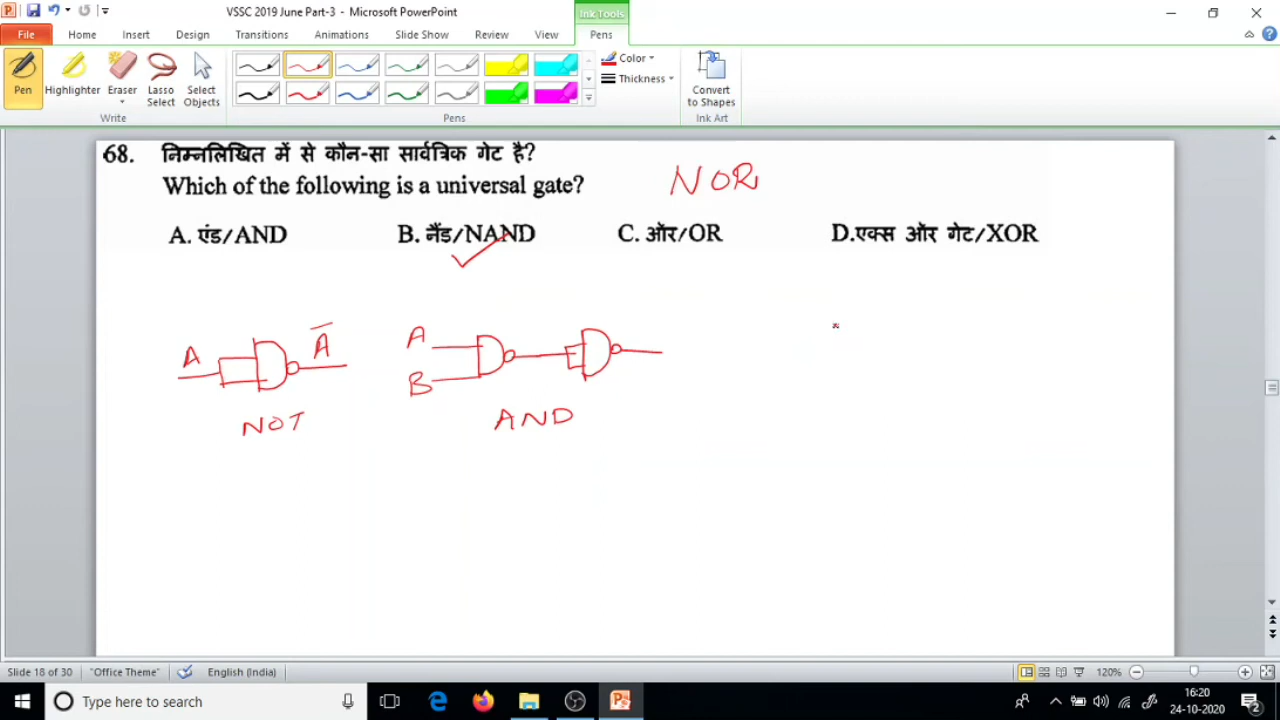 VSSC 2019 June Part-3 - Microsoft PowerPoint
Ink Tools
File Home Insert Design Transitions Animations Slide Show Review View Pens
Pen Highlighter Eraser Lasso Select Select Objects
Color
Thickness
Convert to Shapes
Write Pens Ink Art
68. निम्नलिखित में से कौन-सा सार्वत्रिक गेट है?
Which of the following is a universal gate?
NOR
A. एंड/AND B. नैंड/NAND C. ऑर/OR D.एक्स ऑर गेट/XOR
A A̅ A
B
NOT AND
Slide 18 of 30 "Office Theme" English (India) 120%
Type here to search
16:20
24-10-2020
2